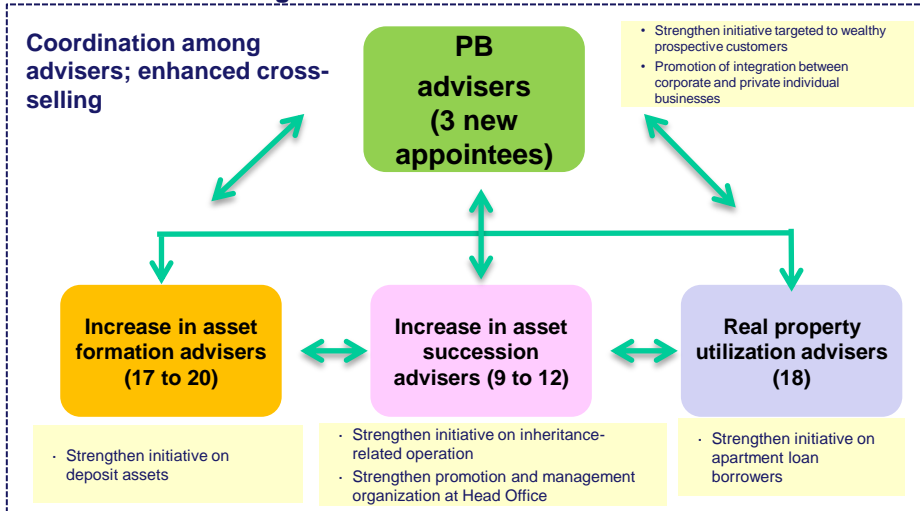 Coordination among
advisers; enhanced cross-
selling
PB
advisers
(3 new
appointees)
• Strengthen initiative targeted to wealthy
prospective customers
• Promotion of integration between
corporate and private individual
businesses
Increase in asset
formation advisers
(17 to 20)
Increase in asset
succession
advisers (9 to 12)
Real property
utilization advisers
(18)
· Strengthen initiative on
deposit assets
· Strengthen initiative on inheritance-
related operation
· Strengthen promotion and management
organization at Head Office
· Strengthen initiative on
apartment loan
borrowers